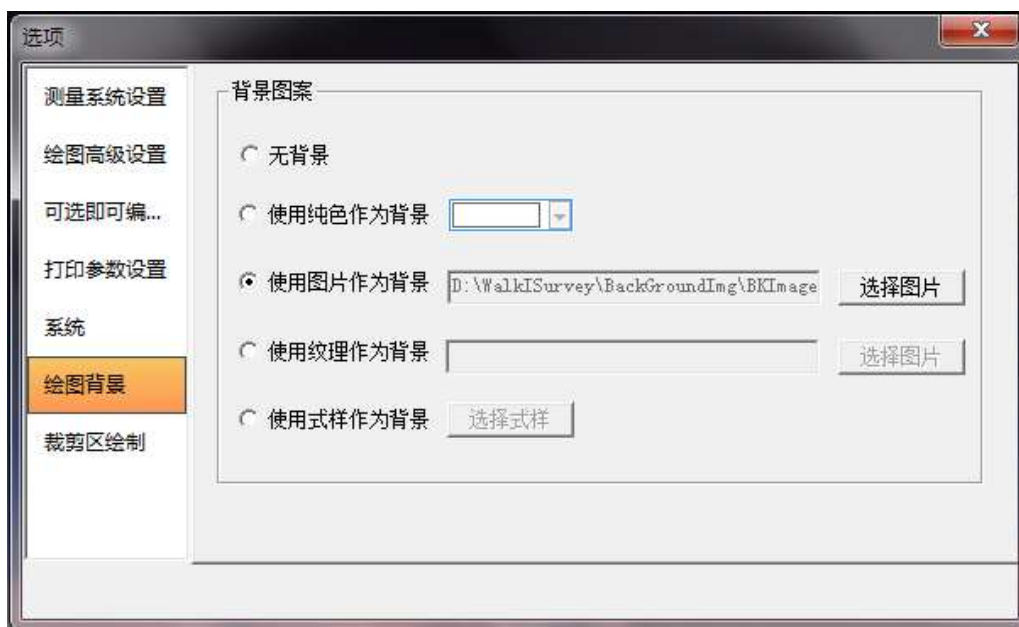 选项
测量系统设置
绘图高级设置
可选即可编...
打印参数设置
系统
绘图背景
裁剪区绘制
背景图案
无背景
使用纯色作为背景
使用图片作为背景 D:\WalkISurvey\BackGroundImg\BKImage 选择图片
使用纹理作为背景 选择图片
使用式样作为背景 选择式样